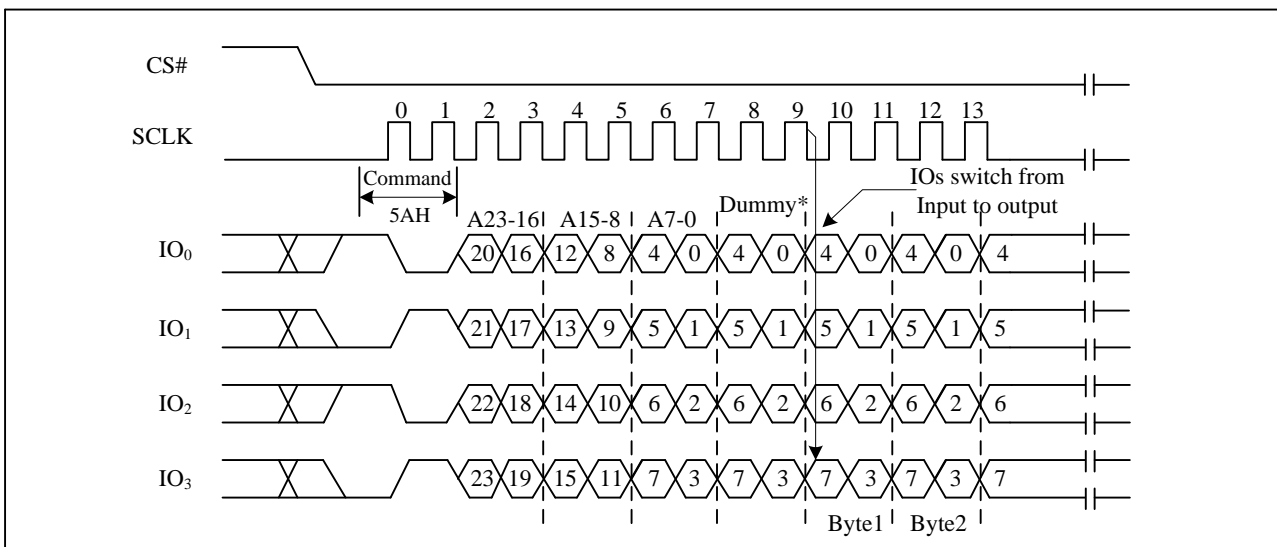 CS#
0 1 2 3 4 5 6 7 8 9 10 11 12 13
SCLK
Command
5AH
IOs switch from
Input to output
A23-16 A15-8 A7-0 Dummy*
IO0 20 16 12 8 4 0 4 0 4 0 4 0 4
IO1 21 17 13 9 5 1 5 1 5 1 5 1 5
IO2 22 18 14 10 6 2 6 2 6 2 6 2 6
IO3 23 19 15 11 7 3 7 3 7 3 7 3 7
Byte1 Byte2